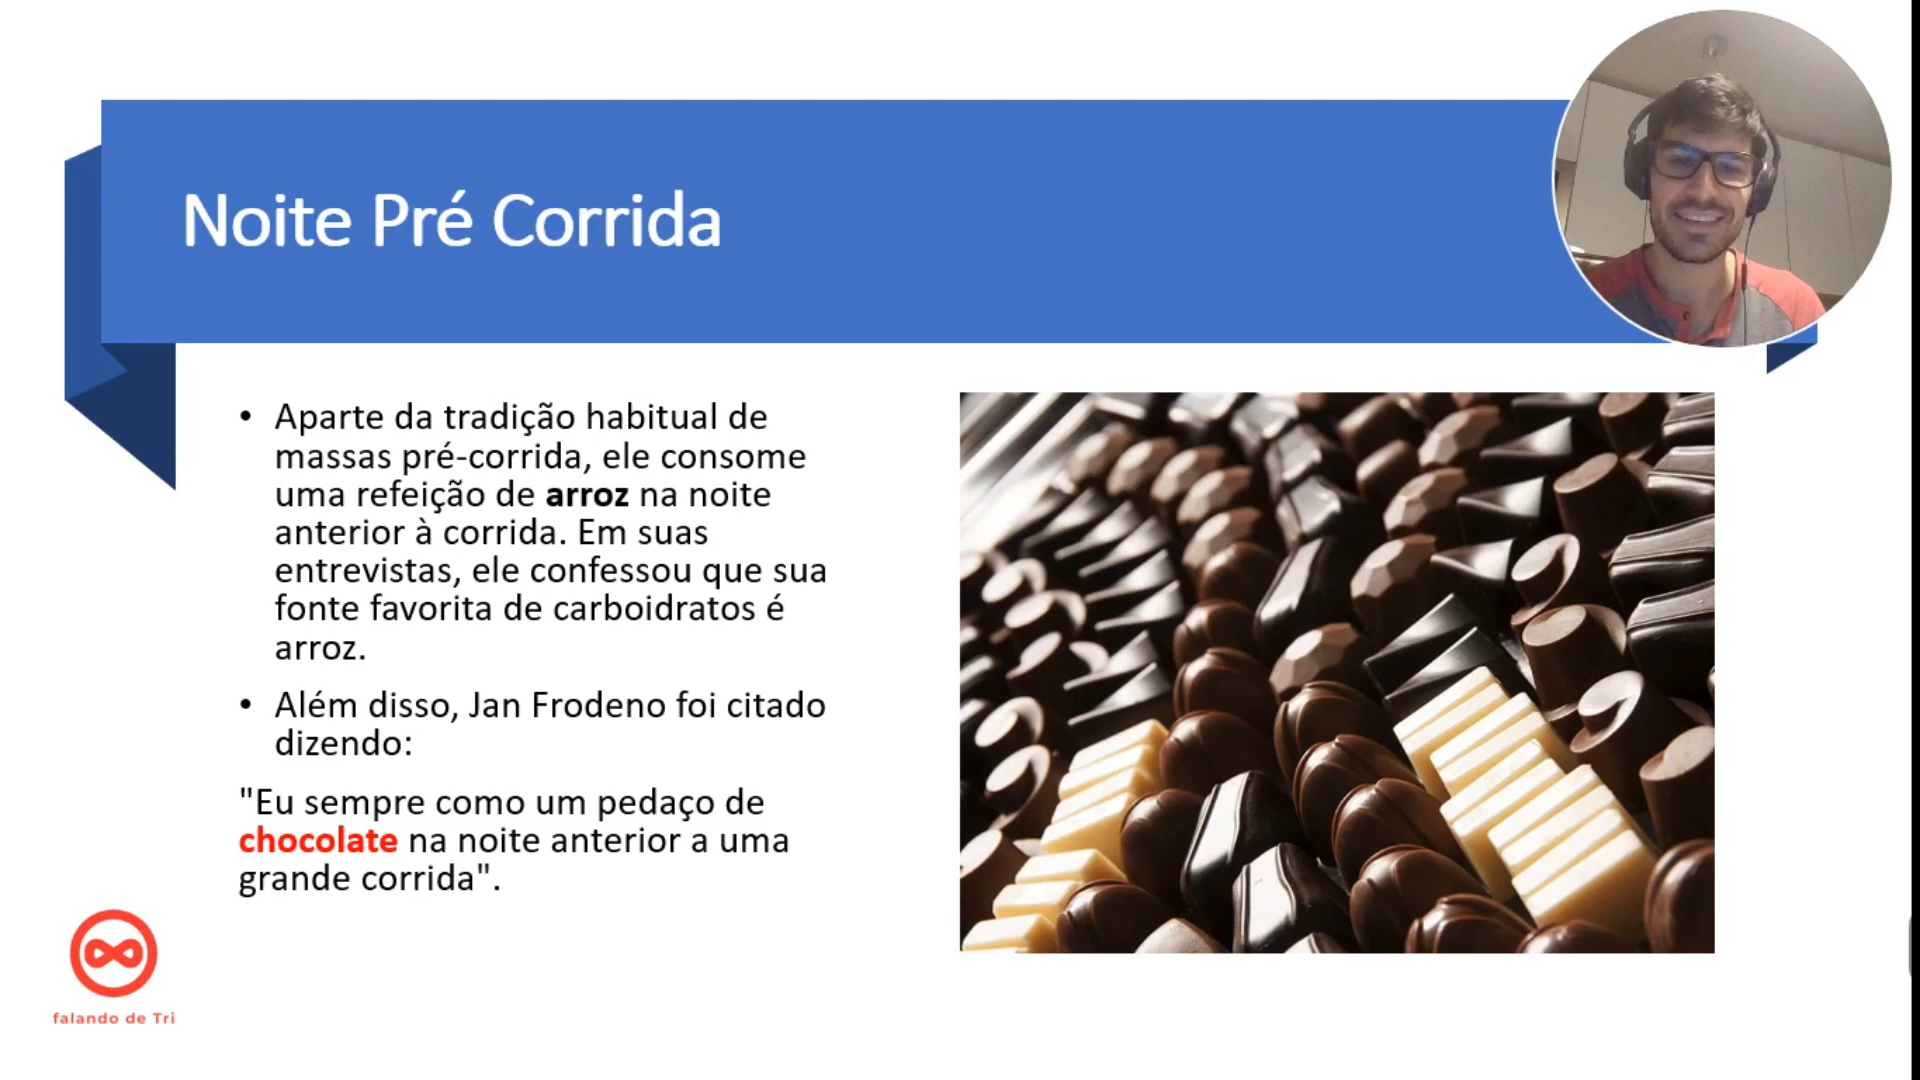 Noite Pré Corrida
• Aparte da tradição habitual de
massas pré-corrida, ele consome
uma refeição de arroz na noite
anterior à corrida. Em suas
entrevistas, ele confessou que sua
fonte favorita de carboidratos é
arroz.
• Além disso, Jan Frodeno foi citado
dizendo:
"Eu sempre como um pedaço de
chocolate na noite anterior a uma
grande corrida".
falando de Tri